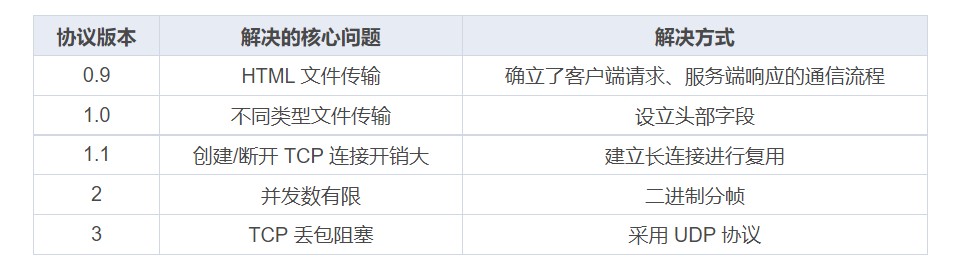 协议版本 解决的核心问题 解决方式
0.9 HTML 文件传输 确立了客户端请求、服务端响应的通信流程
1.0 不同类型文件传输 设立头部字段
1.1 创建/断开 TCP 连接开销大 建立长连接进行复用
2 并发数有限 二进制分帧
3 TCP 丢包阻塞 采用 UDP 协议